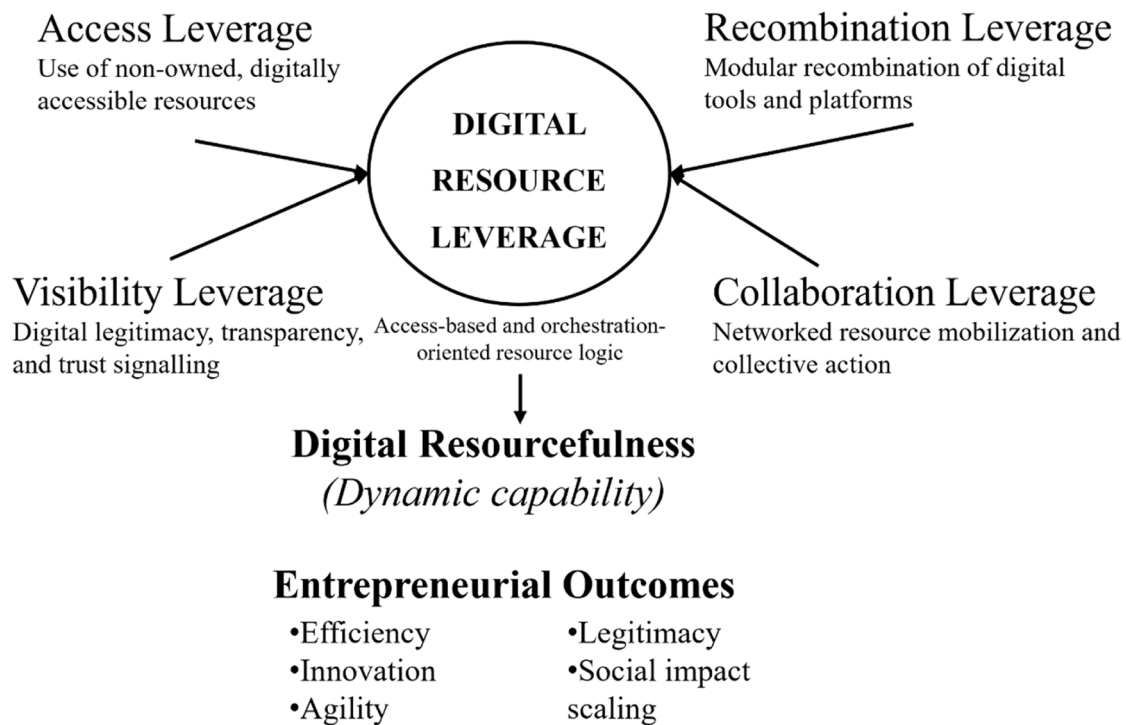 Access Leverage
Use of non-owned, digitally
accessible resources
Recombination Leverage
Modular recombination of digital
tools and platforms
DIGITAL
RESOURCE
LEVERAGE
Visibility Leverage
Digital legitimacy, transparency,
and trust signalling
Collaboration Leverage
Networked resource mobilization and
collective action
Access-based and orchestration-
oriented resource logic
Digital Resourcefulness
(Dynamic capability)
Entrepreneurial Outcomes
•Efficiency
•Innovation
•Agility
•Legitimacy
•Social impact
scaling